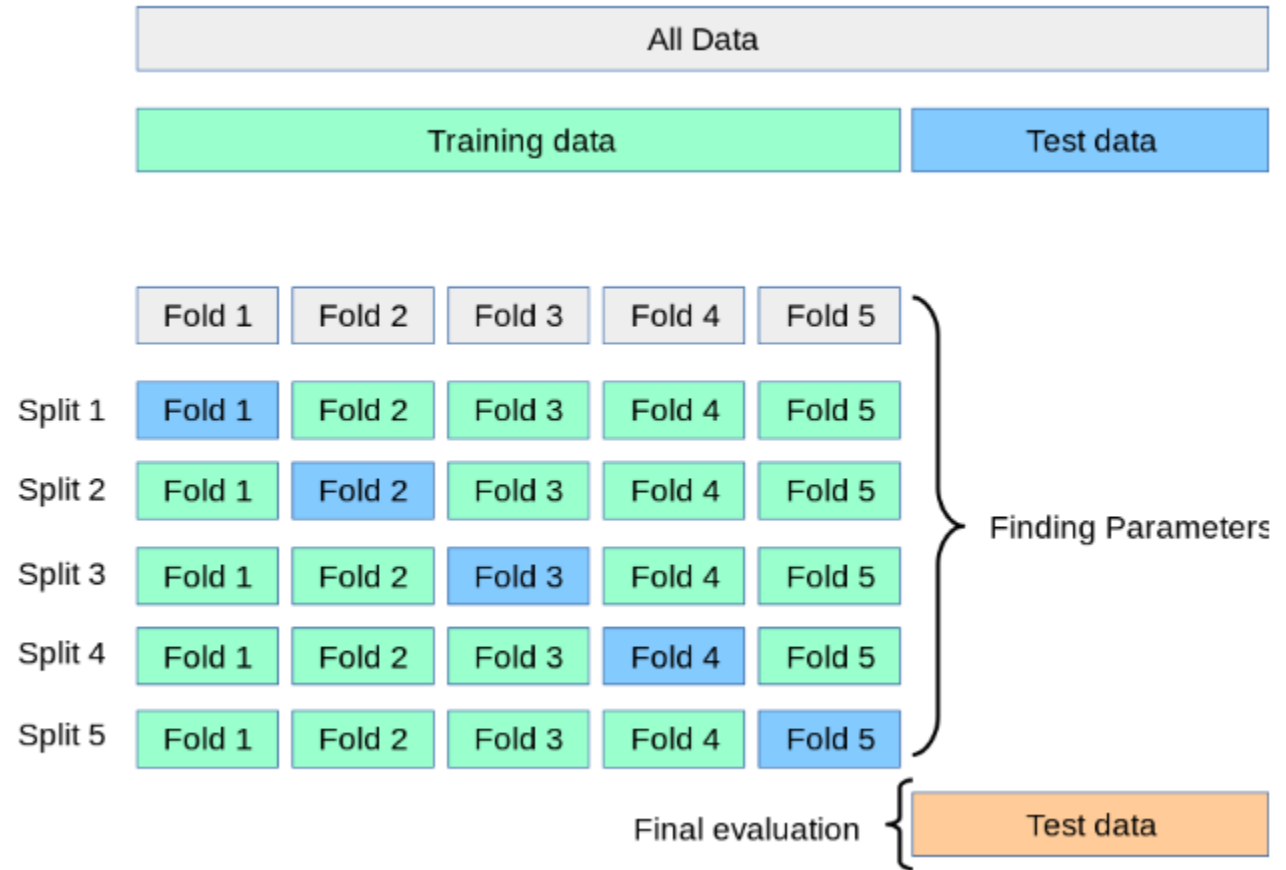 All Data
Training data Test data
Fold 1 Fold 2 Fold 3 Fold 4 Fold 5
Split 1 Fold 1 Fold 2 Fold 3 Fold 4 Fold 5
Split 2 Fold 1 Fold 2 Fold 3 Fold 4 Fold 5
Finding Parameters
Split 3 Fold 1 Fold 2 Fold 3 Fold 4 Fold 5
Split 4 Fold 1 Fold 2 Fold 3 Fold 4 Fold 5
Split 5 Fold 1 Fold 2 Fold 3 Fold 4 Fold 5
Final evaluation Test data